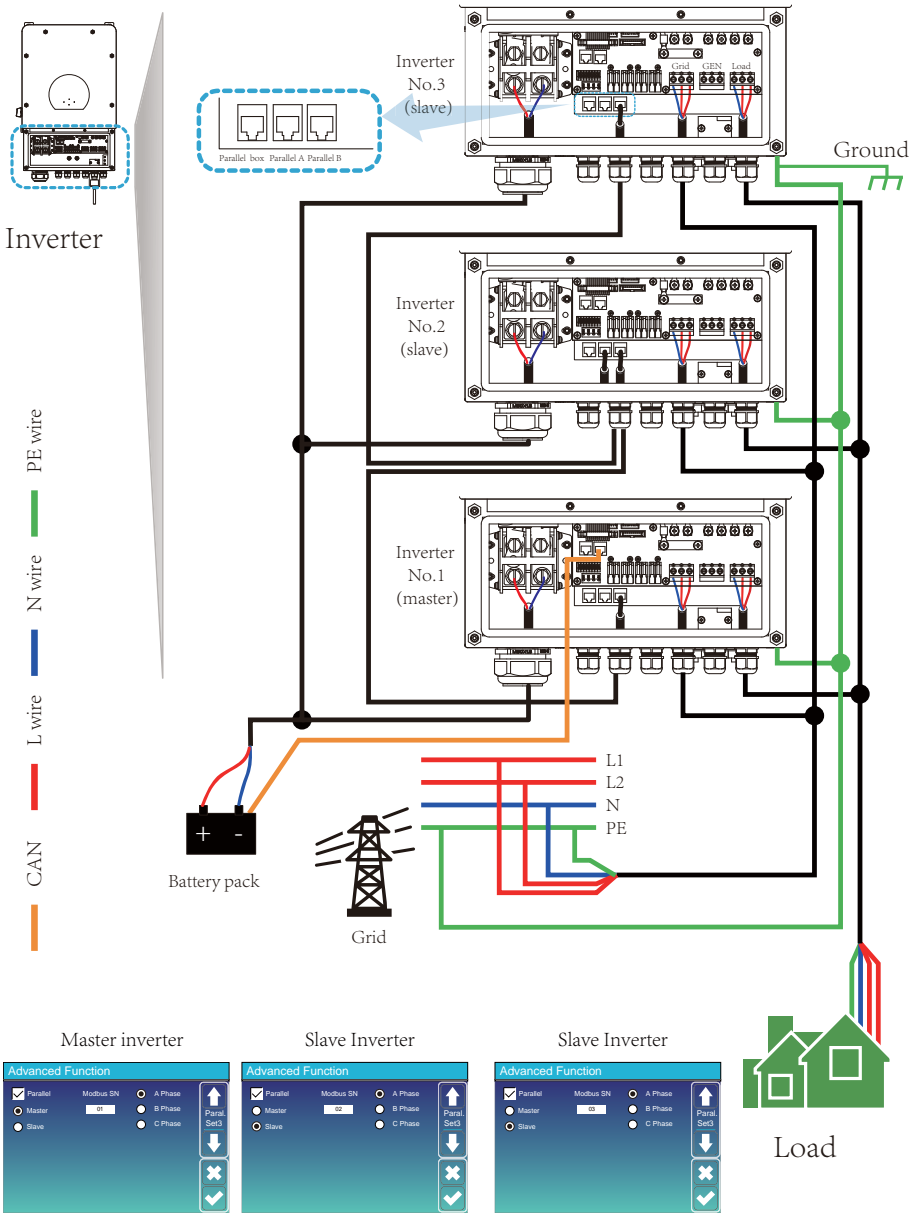 Inverter
No.3
(slave)
Grid
GEN
Load
Parallel box
Parallel A
Parallel B
Ground
Inverter
Inverter
No.2
(slave)
PE wire
N wire
L wire
CAN
Inverter
No.1
(master)
L1
L2
N
PE
+ -
Battery pack
Grid
Load
Master inverter
Advanced Function
Parallel
Master
Slave
Modbus SN
01
A Phase
B Phase
C Phase
Paral.
Set3
Slave Inverter
Advanced Function
Parallel
Master
Slave
Modbus SN
02
A Phase
B Phase
C Phase
Paral.
Set3
Slave Inverter
Advanced Function
Parallel
Master
Slave
Modbus SN
03
A Phase
B Phase
C Phase
Paral.
Set3